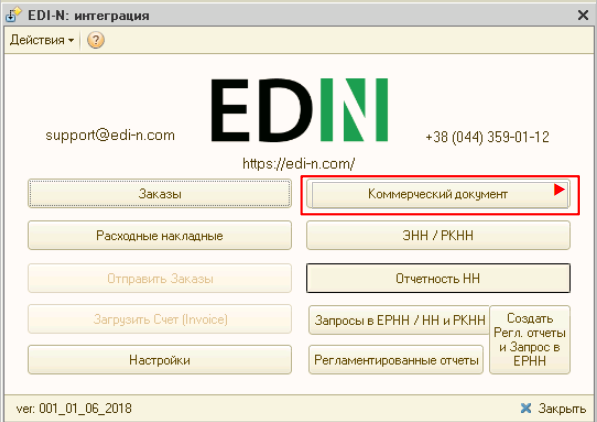 EDI-N: интеграция
Действия
EDIN
support@edi-n.com
+38 (044) 359-01-12
https://edi-n.com/
Заказы
Коммерческий документ
Расходные накладные
ЭНН / РКНН
Отправить Заказы
Отчетность НН
Загрузить Счет (Invoice)
Запросы в ЕРНН / НН и РКНН
Создать
Регл. отчеты
и Запрос в
ЕРНН
Настройки
Регламентированные отчеты
ver: 001_01_06_2018
Закрыть